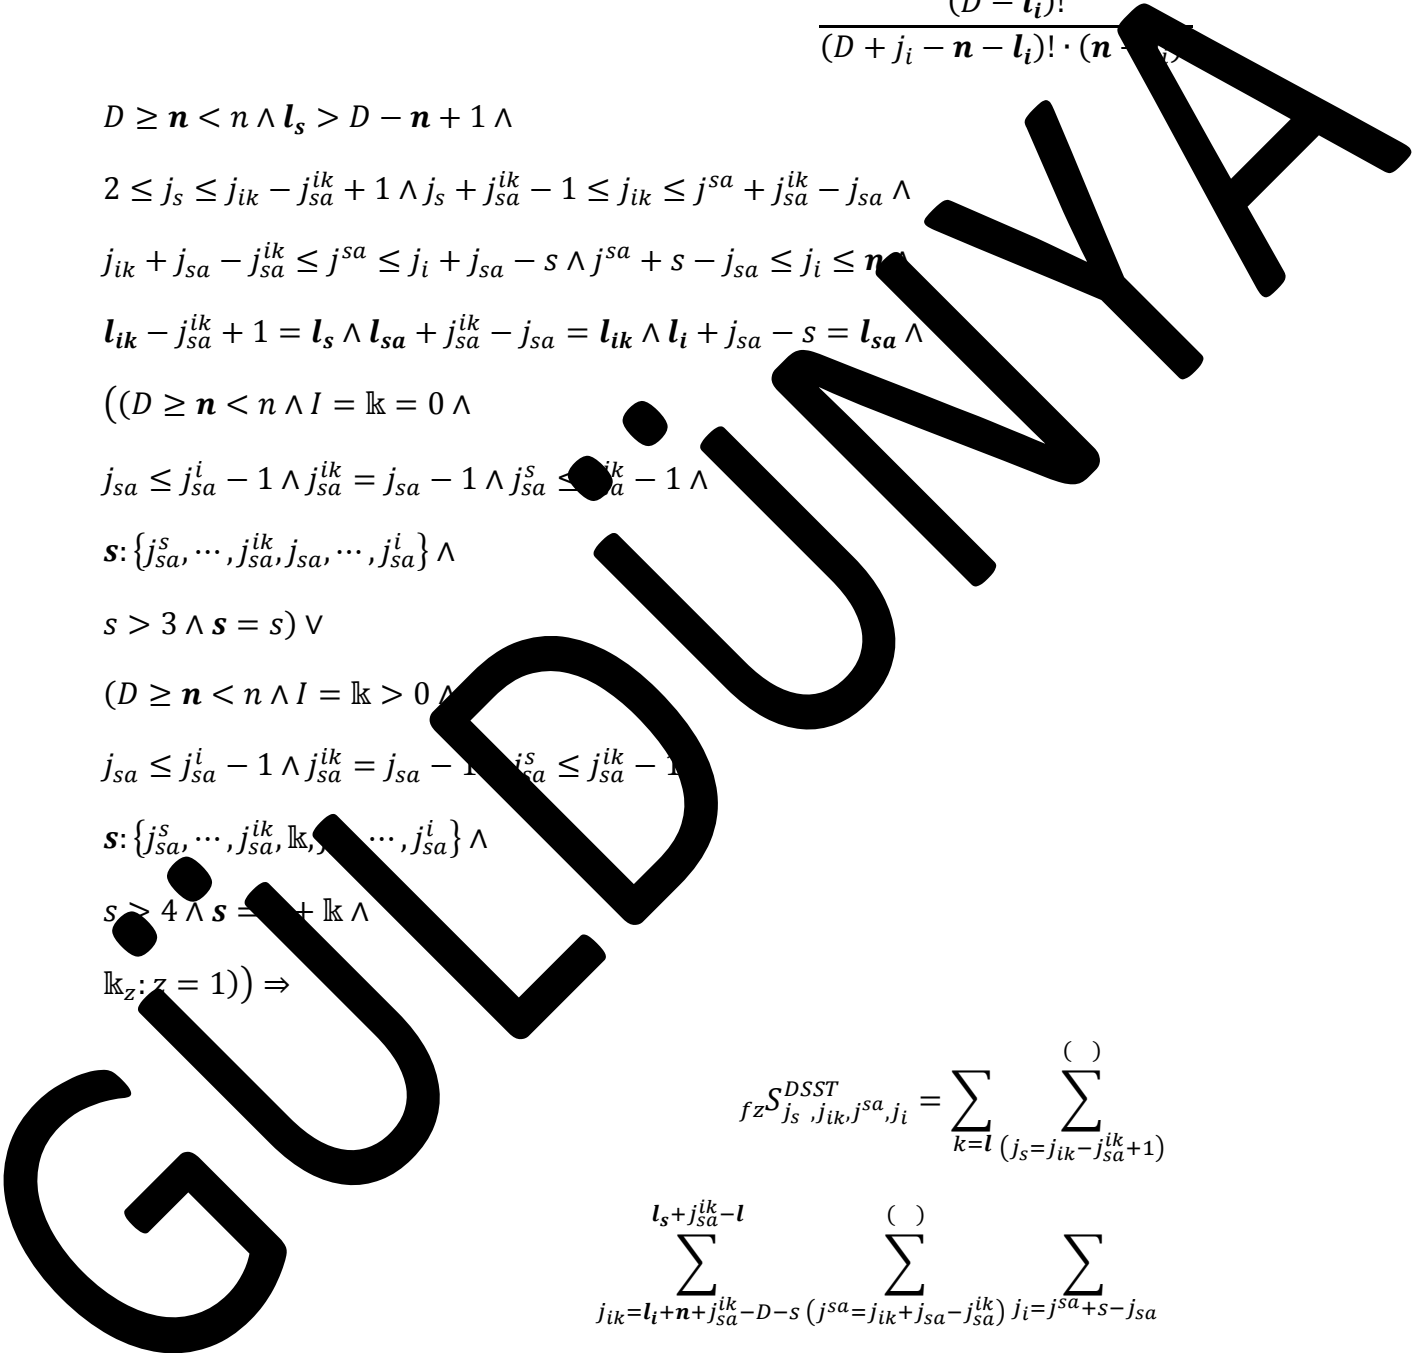 (D − l_i)!
(D + j_i − n − l_i)! · (n
D ≥ n < n ∧ l_s > D − n + 1 ∧
2 ≤ j_s ≤ j_ik − j_sa^ik + 1 ∧ j_s + j_sa^ik − 1 ≤ j_ik ≤ j^sa + j_sa^ik − j_sa ∧
j_ik + j_sa − j_sa^ik ≤ j^sa ≤ j_i + j_sa − s ∧ j^sa + s − j_sa ≤ j_i ≤ n ∧
l_ik − j_sa^ik + 1 = l_s ∧ l_sa + j_sa^ik − j_sa = l_ik ∧ l_i + j_sa − s = l_sa ∧
((D ≥ n < n ∧ I = 𝕜 = 0 ∧
j_sa ≤ j_sa^i − 1 ∧ j_sa^ik = j_sa − 1 ∧ j_sa^s ≤ j_sa^ik − 1 ∧
s: {j_sa^s, ⋯ , j_sa^ik, j_sa, ⋯ , j_sa^i} ∧
s > 3 ∧ s = s) ∨
(D ≥ n < n ∧ I = 𝕜 > 0 ∧
j_sa ≤ j_sa^i − 1 ∧ j_sa^ik = j_sa − 1 j_sa^s ≤ j_sa^ik − 1
s: {j_sa^s, ⋯ , j_sa^ik, 𝕜, ⋯ , j_sa^i} ∧
s > 4 ∧ s = + 𝕜 ∧
𝕜_z: z = 1)) ⇒
_fz S^DSST_{j_s ,j_ik,j^sa,j_i} = ∑_{k=l} ∑_{(j_s=j_ik−j_sa^ik+1)}^{( )}
∑_{j_ik=l_i+n+j_sa^ik−D−s}^{l_s+j_sa^ik−l} ∑_{(j^sa=j_ik+j_sa−j_sa^ik)}^{( )} ∑_{j_i=j^sa+s−j_sa}
GÜLDÜNYA